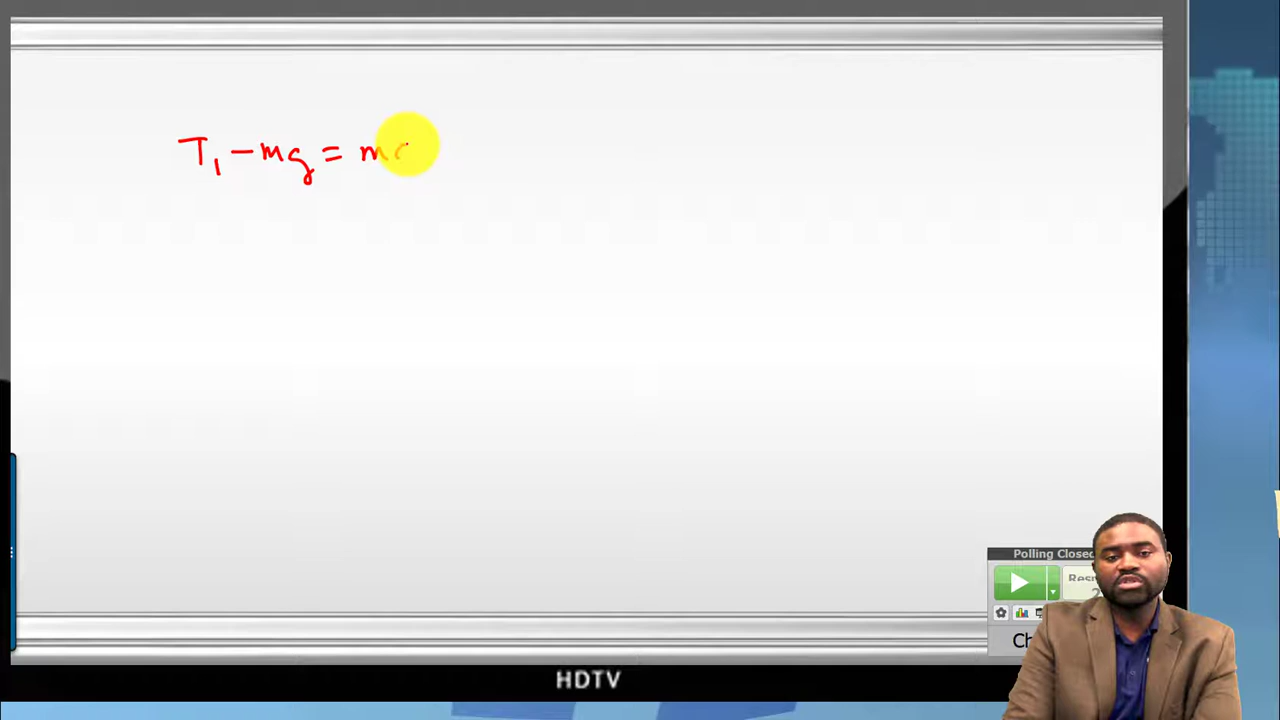 T₁ - mg = m
Polling Closed
HDTV